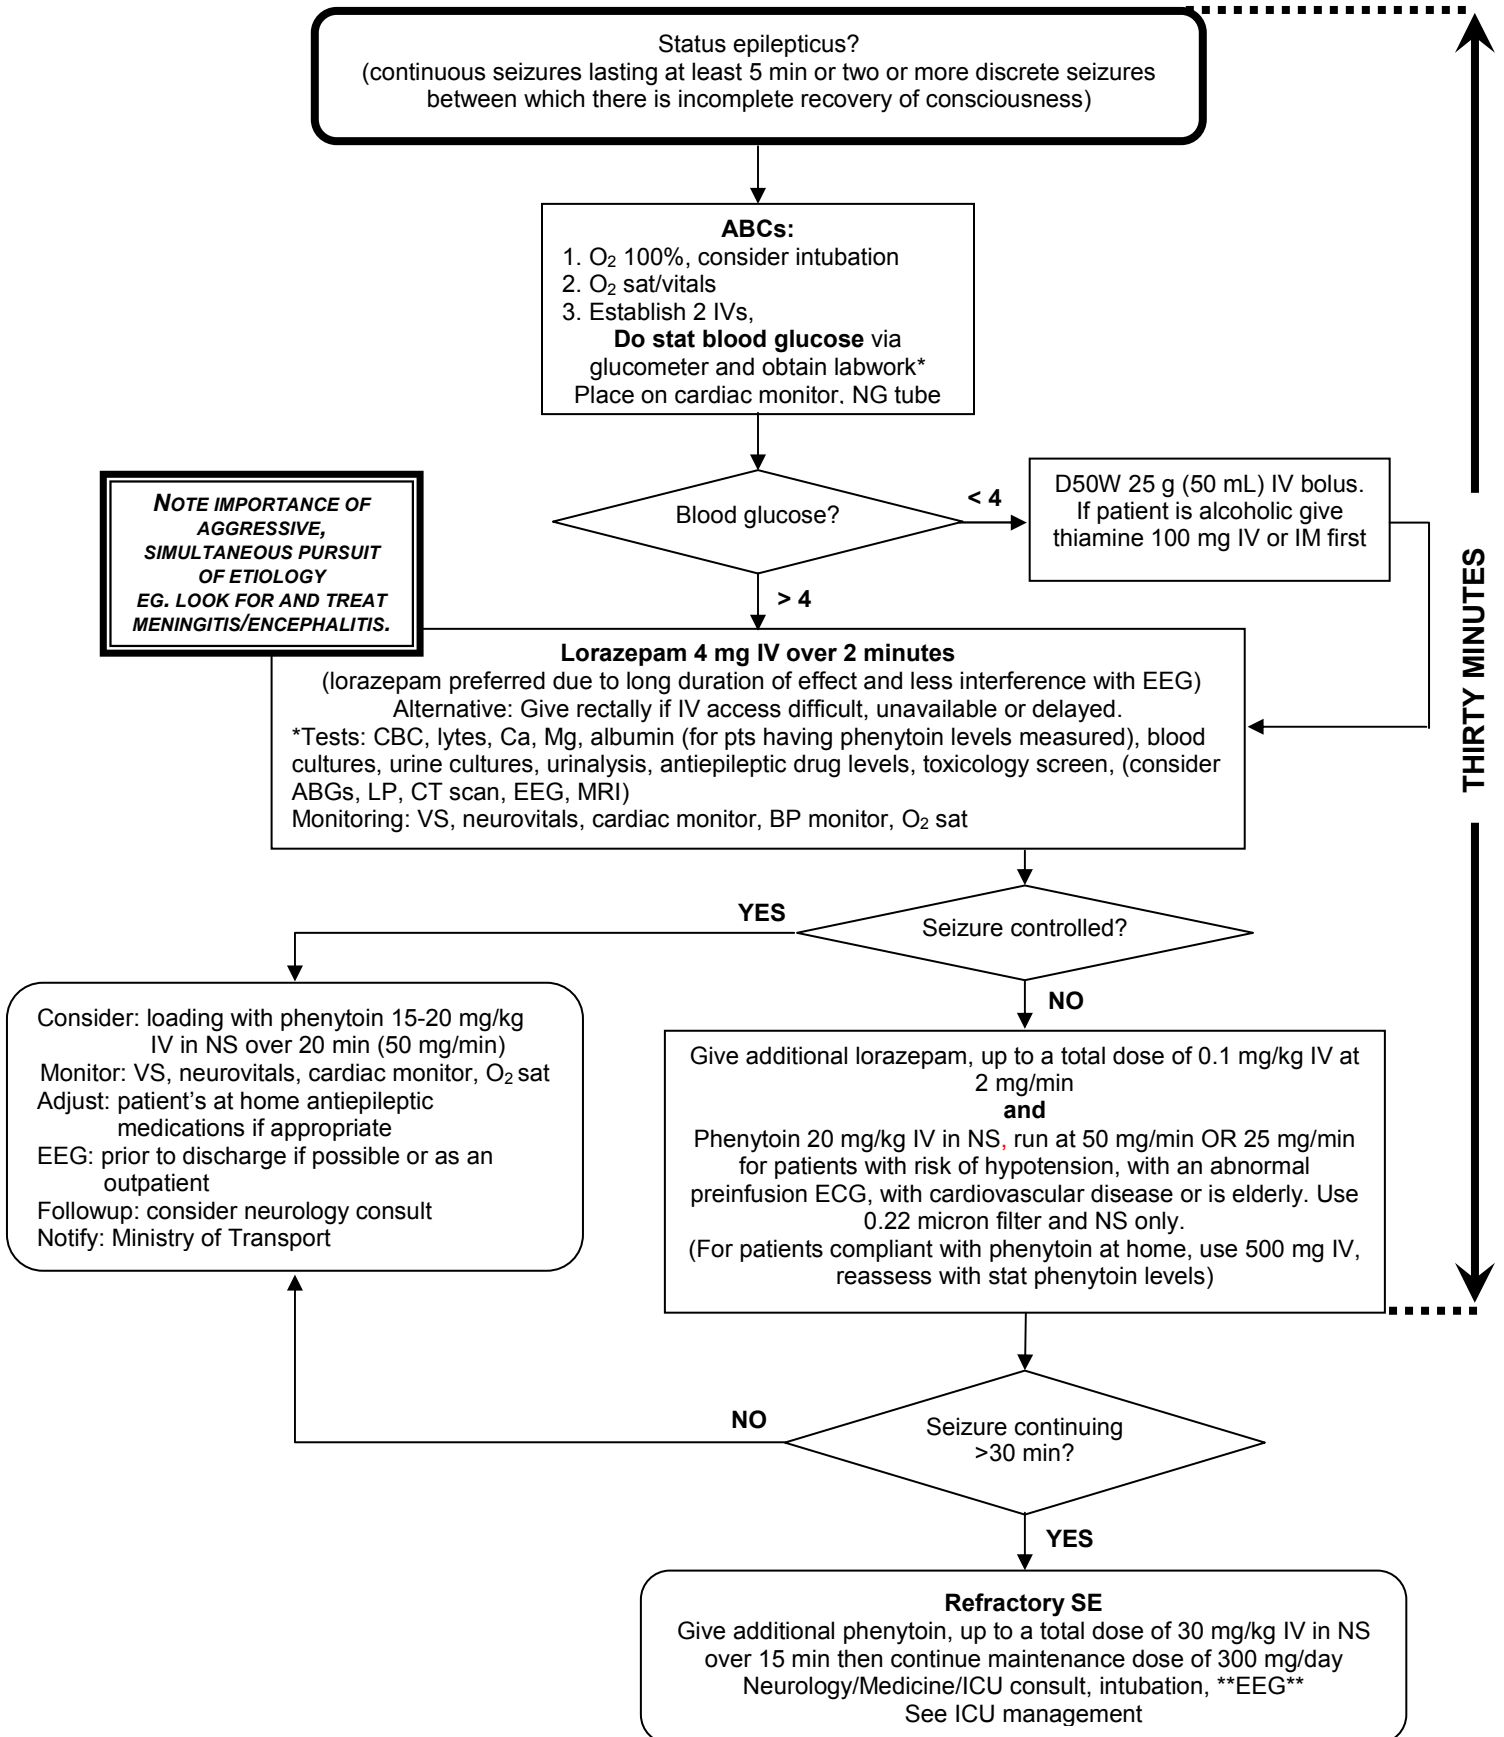 Status epilepticus?
(continuous seizures lasting at least 5 min or two or more discrete seizures
between which there is incomplete recovery of consciousness)
ABCs:
1. O₂ 100%, consider intubation
2. O₂ sat/vitals
3. Establish 2 IVs,
Do stat blood glucose via
glucometer and obtain labwork*
Place on cardiac monitor, NG tube
Blood glucose?
< 4
D50W 25 g (50 mL) IV bolus.
If patient is alcoholic give
thiamine 100 mg IV or IM first
NOTE IMPORTANCE OF
AGGRESSIVE,
SIMULTANEOUS PURSUIT
OF ETIOLOGY
EG. LOOK FOR AND TREAT
MENINGITIS/ENCEPHALITIS.
> 4
THIRTY MINUTES
Lorazepam 4 mg IV over 2 minutes
(lorazepam preferred due to long duration of effect and less interference with EEG)
Alternative: Give rectally if IV access difficult, unavailable or delayed.
*Tests: CBC, lytes, Ca, Mg, albumin (for pts having phenytoin levels measured), blood
cultures, urine cultures, urinalysis, antiepileptic drug levels, toxicology screen, (consider
ABGs, LP, CT scan, EEG, MRI)
Monitoring: VS, neurovitals, cardiac monitor, BP monitor, O₂ sat
Seizure controlled?
YES
NO
Consider: loading with phenytoin 15-20 mg/kg
IV in NS over 20 min (50 mg/min)
Monitor: VS, neurovitals, cardiac monitor, O₂ sat
Adjust: patient's at home antiepileptic
medications if appropriate
EEG: prior to discharge if possible or as an
outpatient
Followup: consider neurology consult
Notify: Ministry of Transport
Give additional lorazepam, up to a total dose of 0.1 mg/kg IV at
2 mg/min
and
Phenytoin 20 mg/kg IV in NS, run at 50 mg/min OR 25 mg/min
for patients with risk of hypotension, with an abnormal
preinfusion ECG, with cardiovascular disease or is elderly. Use
0.22 micron filter and NS only.
(For patients compliant with phenytoin at home, use 500 mg IV,
reassess with stat phenytoin levels)
Seizure continuing
>30 min?
NO
YES
Refractory SE
Give additional phenytoin, up to a total dose of 30 mg/kg IV in NS
over 15 min then continue maintenance dose of 300 mg/day
Neurology/Medicine/ICU consult, intubation, **EEG**
See ICU management